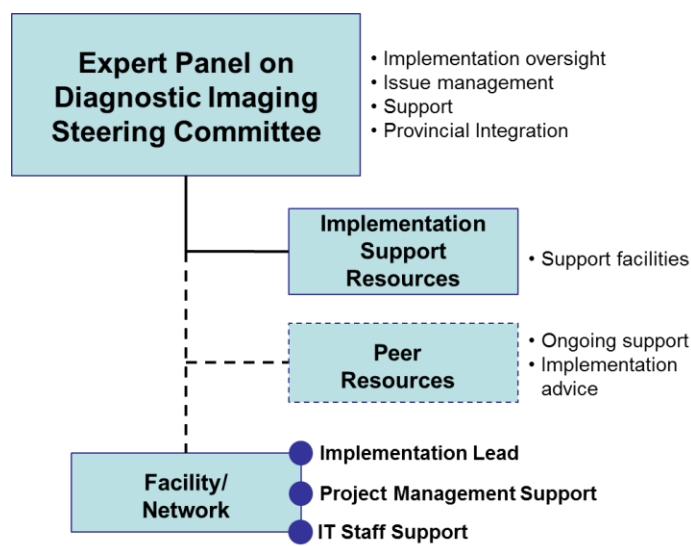 Expert Panel on
Diagnostic Imaging
Steering Committee
• Implementation oversight
• Issue management
• Support
• Provincial Integration
Implementation
Support
Resources
• Support facilities
Peer
Resources
• Ongoing support
• Implementation
advice
Facility/
Network
Implementation Lead
Project Management Support
IT Staff Support